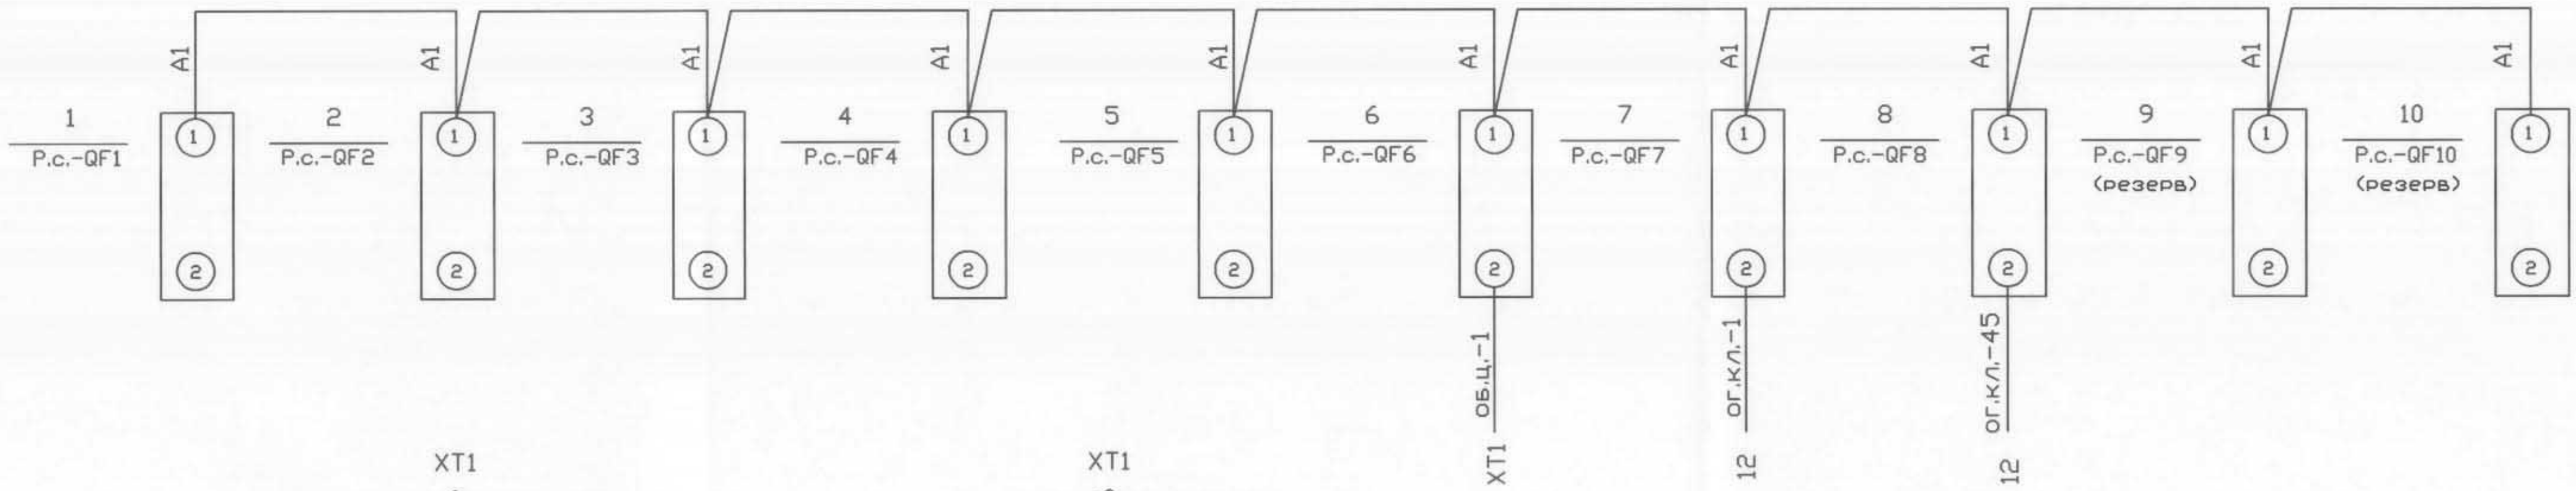 A1 A1 A1 A1 A1 A1 A1 A1 A1 A1
1 2 3 4 5 6 7 8 9 10
Р.с.-QF1 Р.с.-QF2 Р.с.-QF3 Р.с.-QF4 Р.с.-QF5 Р.с.-QF6 Р.с.-QF7 Р.с.-QF8 Р.с.-QF9 Р.с.-QF10
(резерв) (резерв)
1 1 1 1 1 1 1 1 1 1
2 2 2 2 2 2 2 2 2 2
ОБ.Ц.-1 ОГ.КЛ.-1 ОГ.КЛ.-45
XT1 XT1 XT1 12 12